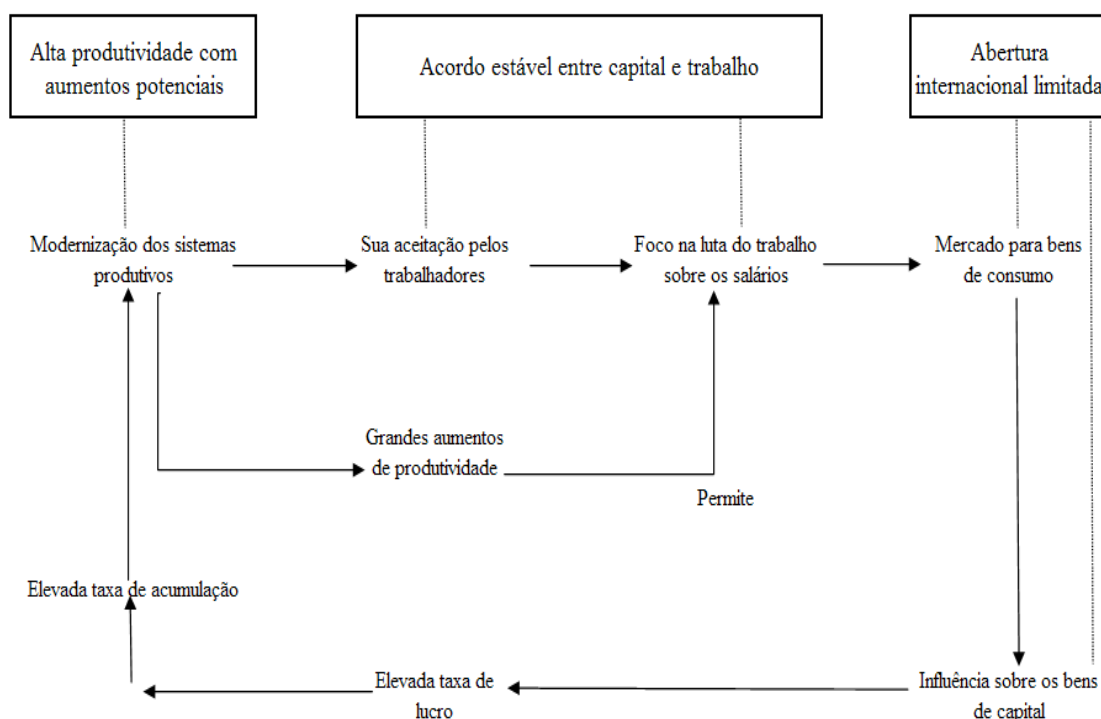 Alta produtividade com
aumentos potenciais
Acordo estável entre capital e trabalho
Abertura
internacional limitada
Modernização dos sistemas
produtivos
Sua aceitação pelos
trabalhadores
Foco na luta do trabalho
sobre os salários
Mercado para bens
de consumo
Grandes aumentos
de produtividade
Permite
Elevada taxa de acumulação
Elevada taxa de
lucro
Influência sobre os bens
de capital